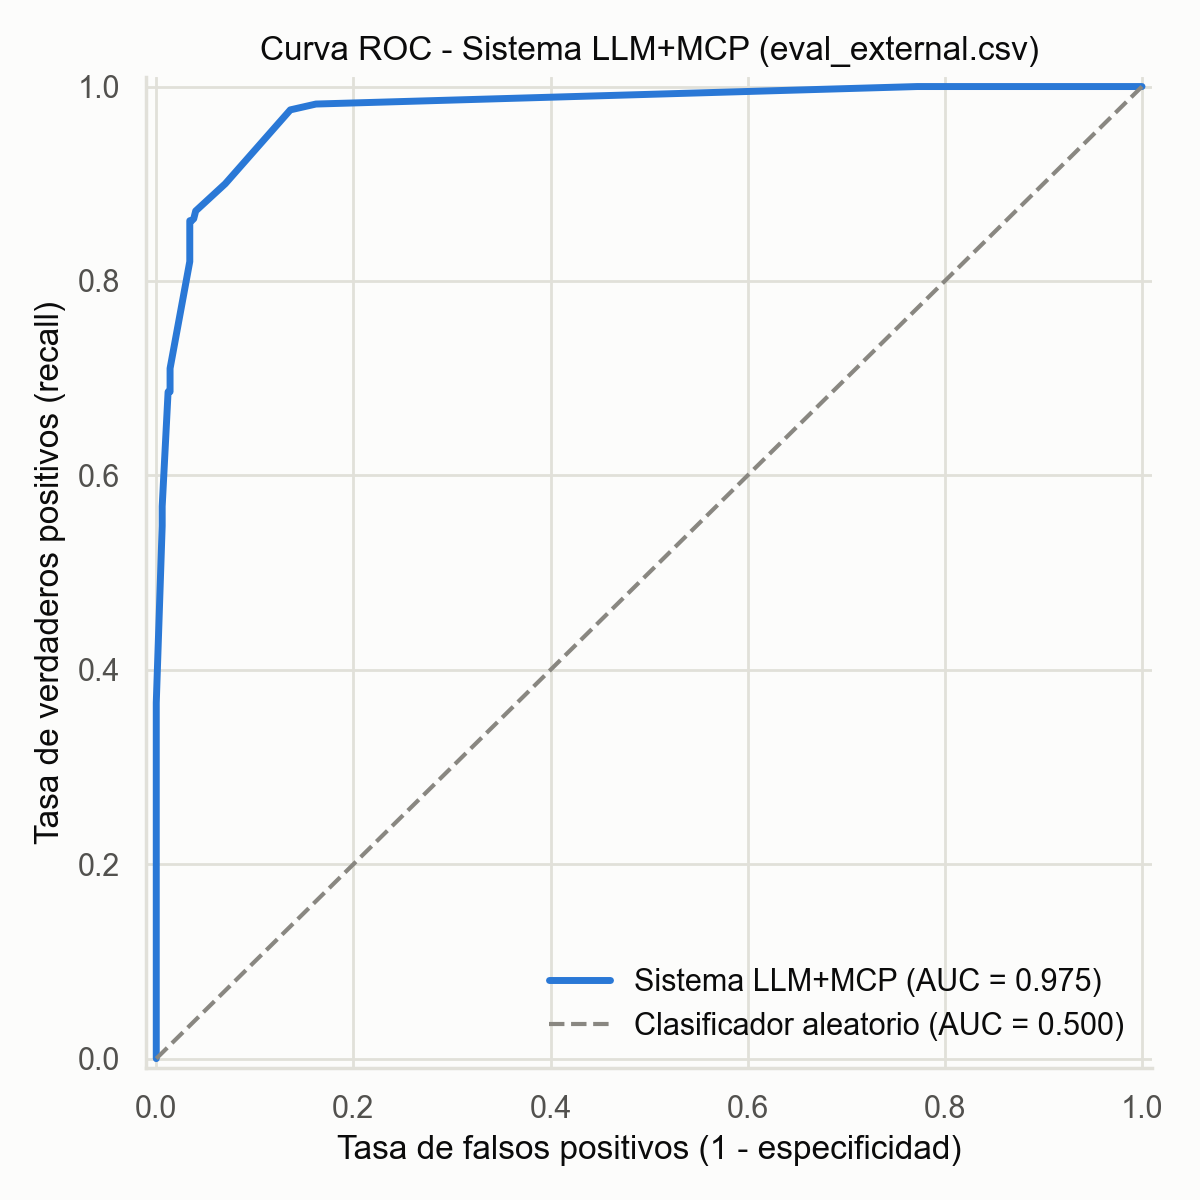 Curva ROC - Sistema LLM+MCP (eval_external.csv)
Tasa de verdaderos positivos (recall)
1.0
0.8
0.6
0.4
0.2
0.0
Sistema LLM+MCP (AUC = 0.975)
Clasificador aleatorio (AUC = 0.500)
0.0 0.2 0.4 0.6 0.8 1.0
Tasa de falsos positivos (1 - especificidad)